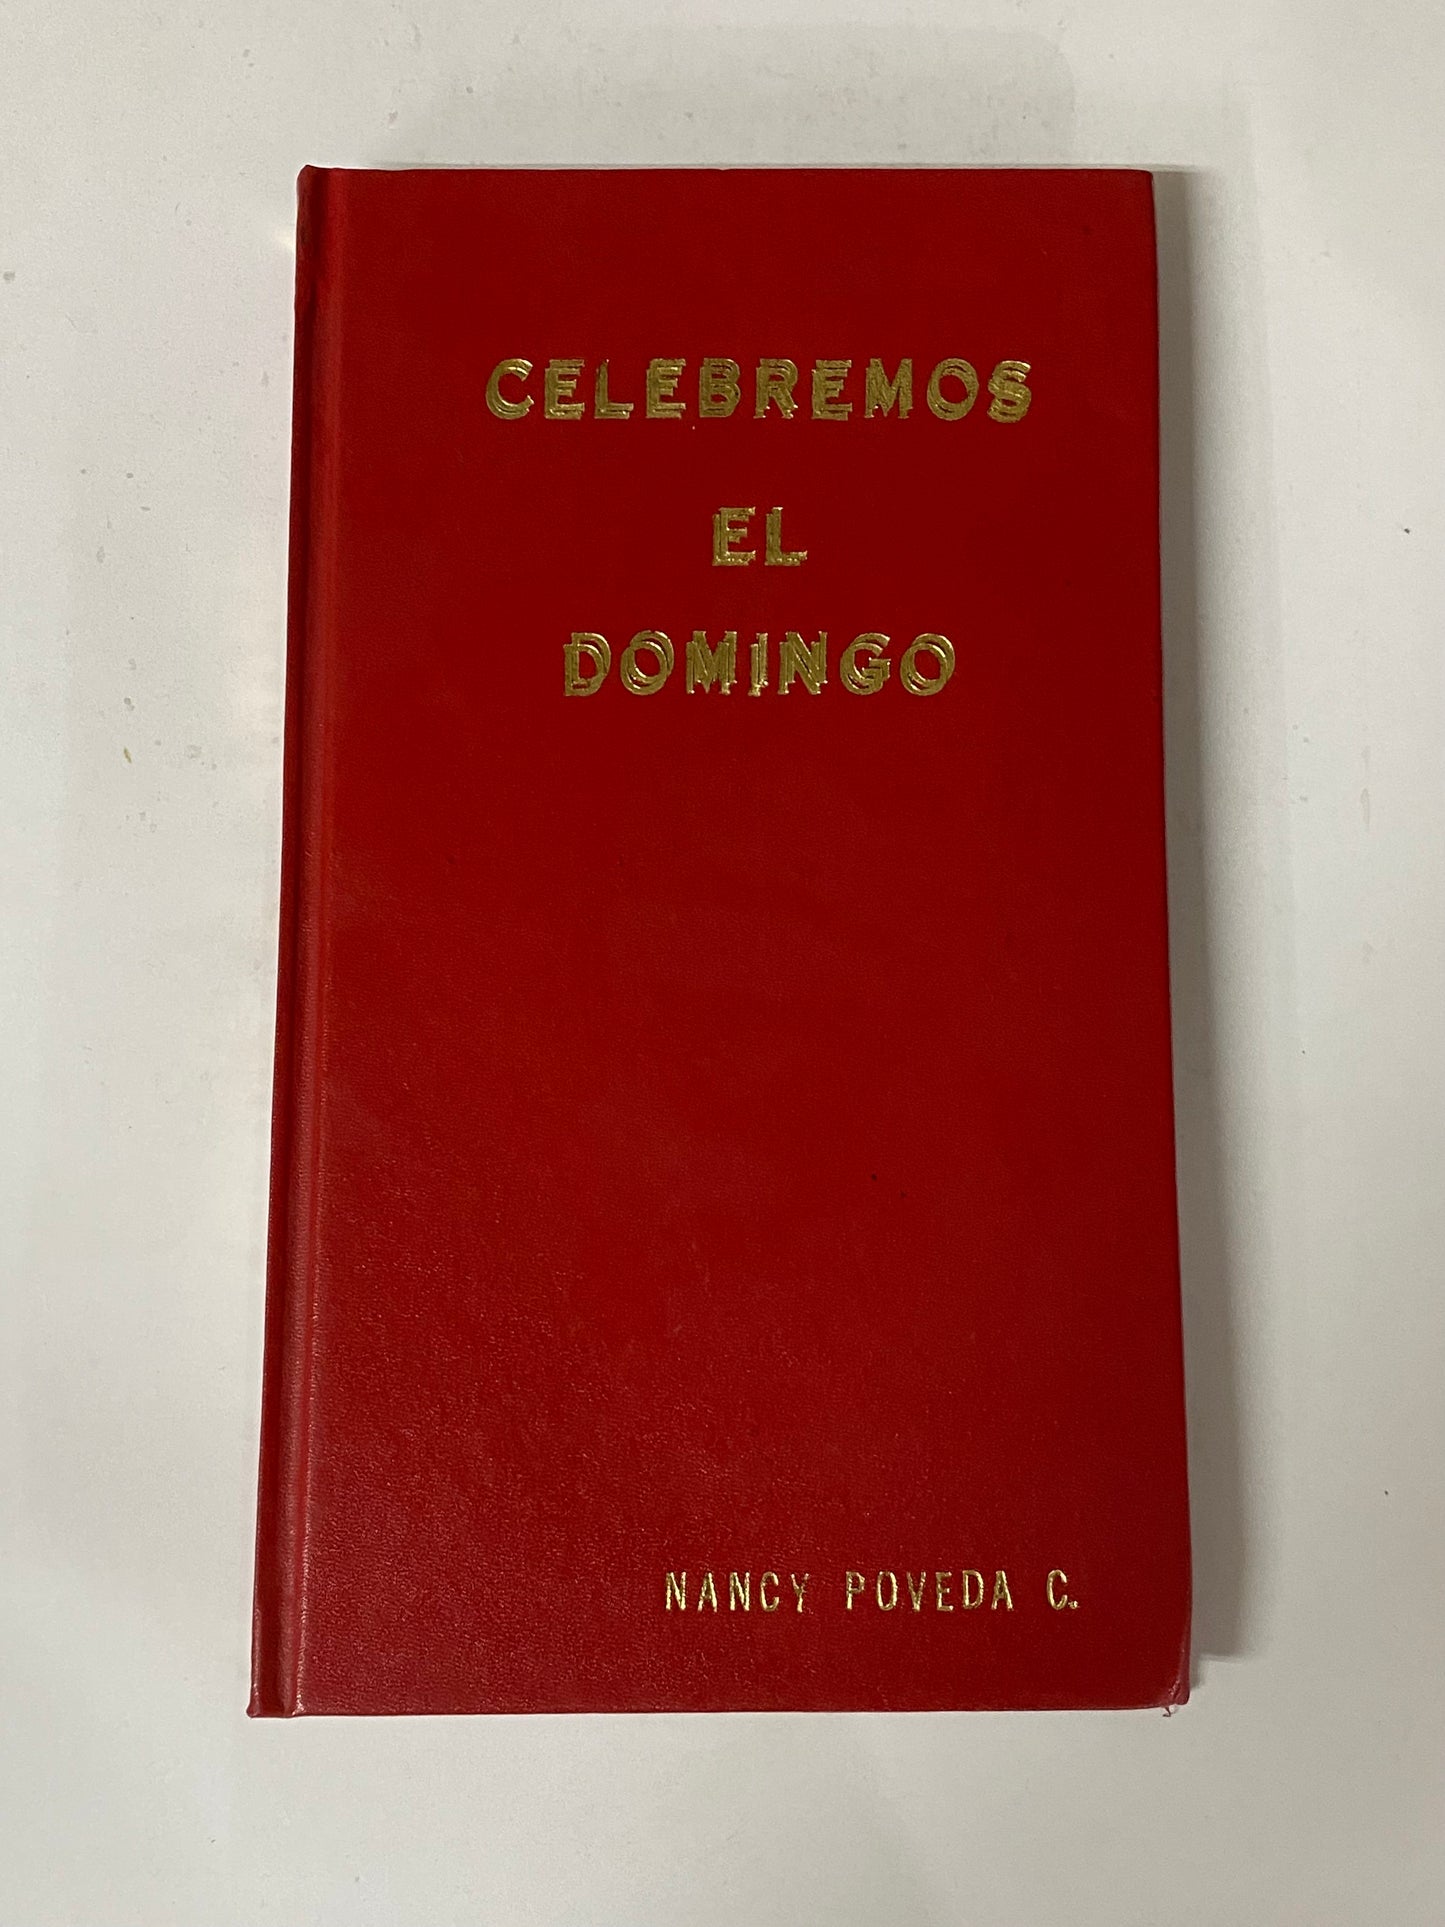 CELEBREMOS
EL
DOMINGO
NANCY POVEDA C.